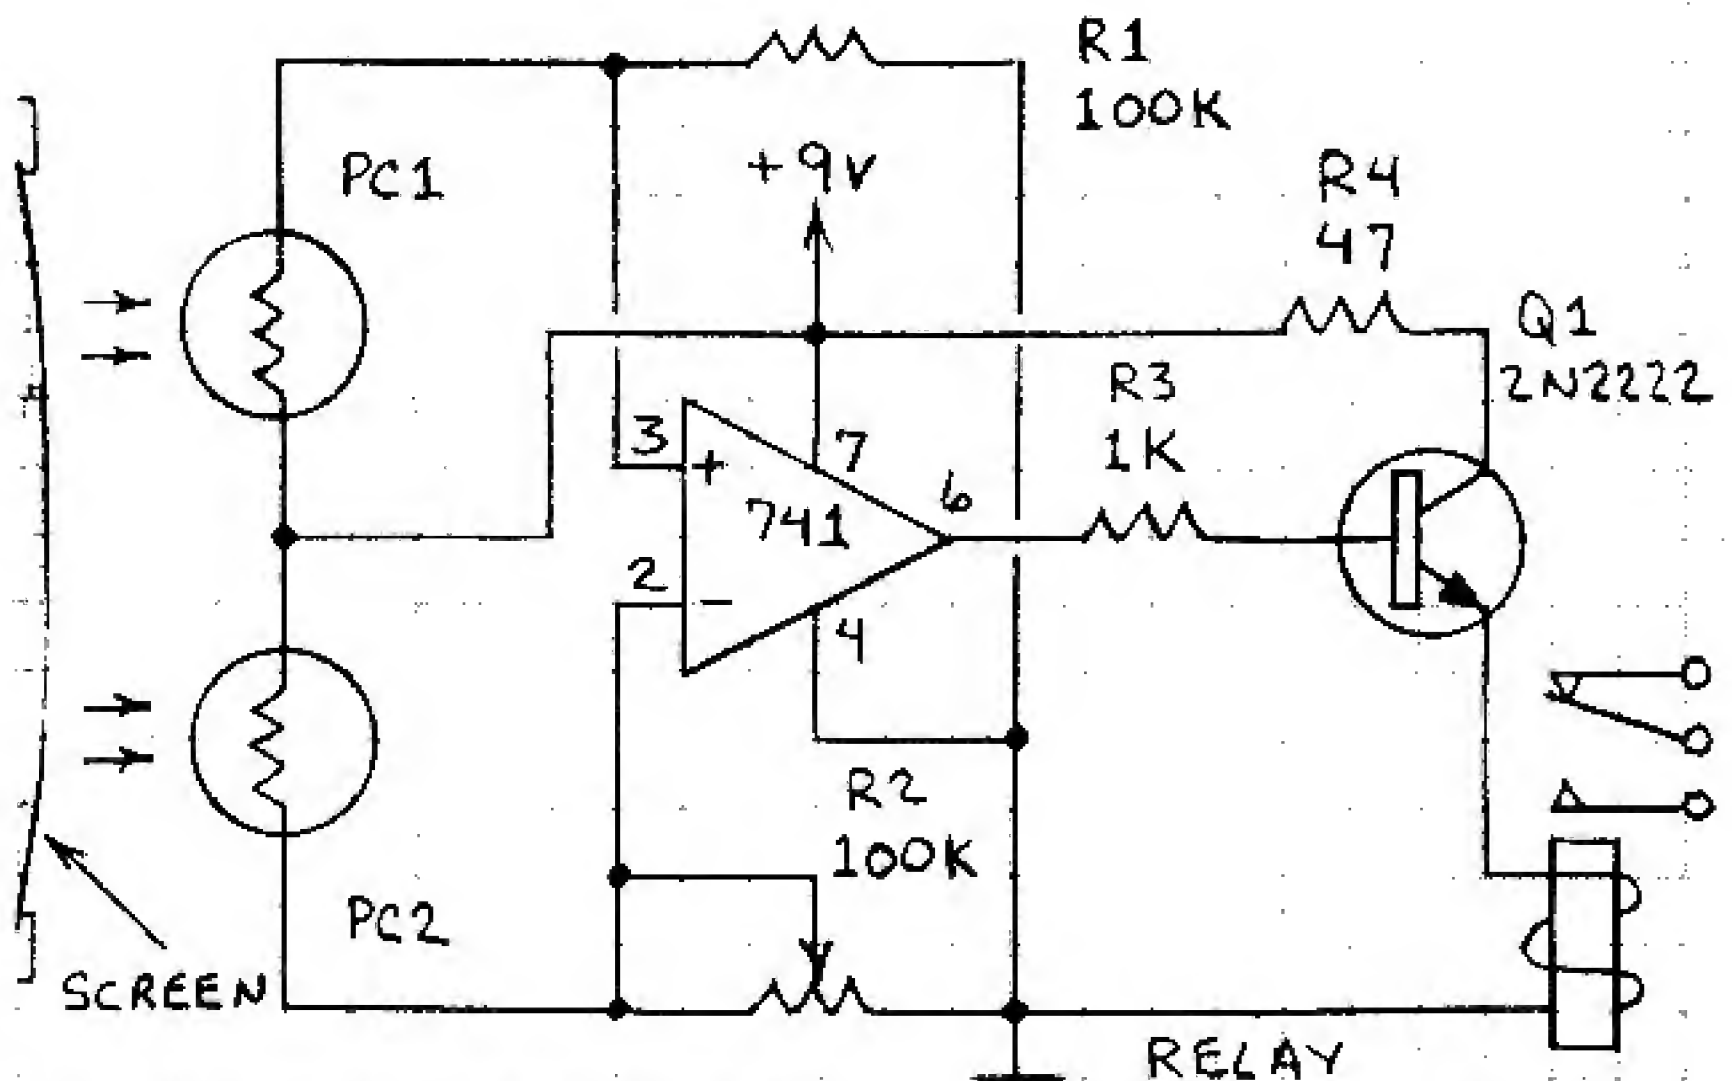 R1
100K
PC1
+9V
R4
47
Q1
2N2222
R3
1K
3
+
7
741
6
2
-
4
R2
100K
PC2
SCREEN
RELAY